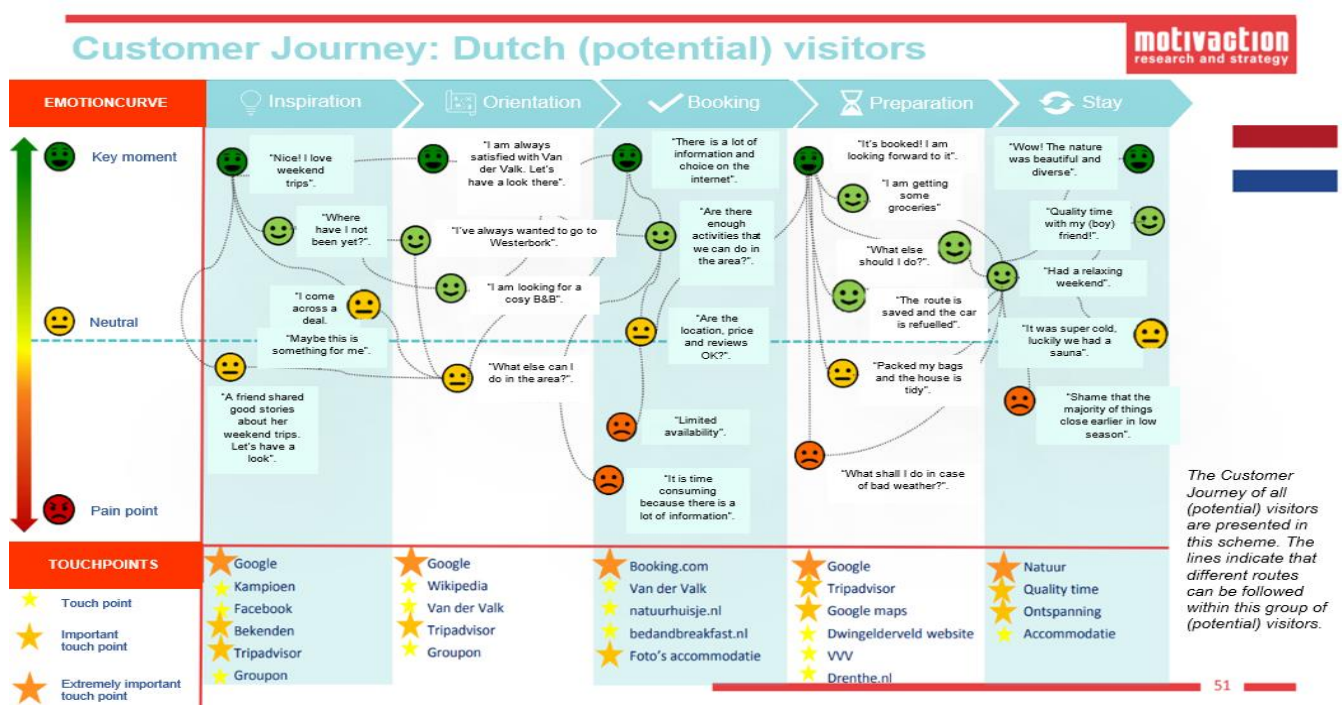 Customer Journey: Dutch (potential) visitors
motivaction
research and strategy
EMOTIONCURVE
Inspiration
Orientation
Booking
Preparation
Stay
Key moment
Neutral
Pain point
"Nice! I love
weekend
trips".
"Where
have I not
been yet?".
"I come
across a
deal.
"Maybe this is
something for me".
"A friend shared
good stories
about her
weekend trips.
Let's have a
look".
"I am always
satisfied with Van
der Valk. Let's
have a look there".
"I've always wanted to go to
Westerbork".
"I am looking for a
cosy B&B".
"What else can I
do in the area?".
"There is a lot of
information and
choice on the
internet".
"Are there
enough
activities that
we can do in
the area?".
"Are the
location, price
and reviews
OK?".
"Limited
availability".
"It is time
consuming
because there is a
lot of information".
"It's booked! I am
looking forward to it".
"I am getting
some
groceries"
"What else
should I do?".
"The route is
saved and the car
is refuelled".
"Packed my bags
and the house is
tidy".
"What shall I do in case
of bad weather?".
"Wow! The nature
was beautiful and
diverse".
"Quality time
with my (boy)
friend!".
"Had a relaxing
weekend".
"It was super cold,
luckily we had a
sauna".
"Shame that the
majority of things
close earlier in low
season".
The Customer
Journey of all
(potential) visitors
are presented in
this scheme. The
lines indicate that
different routes
can be followed
within this group of
(potential) visitors.
TOUCHPOINTS
Touch point
Important
touch point
Extremely important
touch point
Google
Kampioen
Facebook
Bekenden
Tripadvisor
Groupon
Google
Wikipedia
Van der Valk
Tripadvisor
Groupon
Booking.com
Van der Valk
natuurhuisje.nl
bedandbreakfast.nl
Foto's accommodatie
Google
Tripadvisor
Google maps
Dwingelderveld website
VVV
Drenthe.nl
Natuur
Quality time
Ontspanning
Accommodatie
51